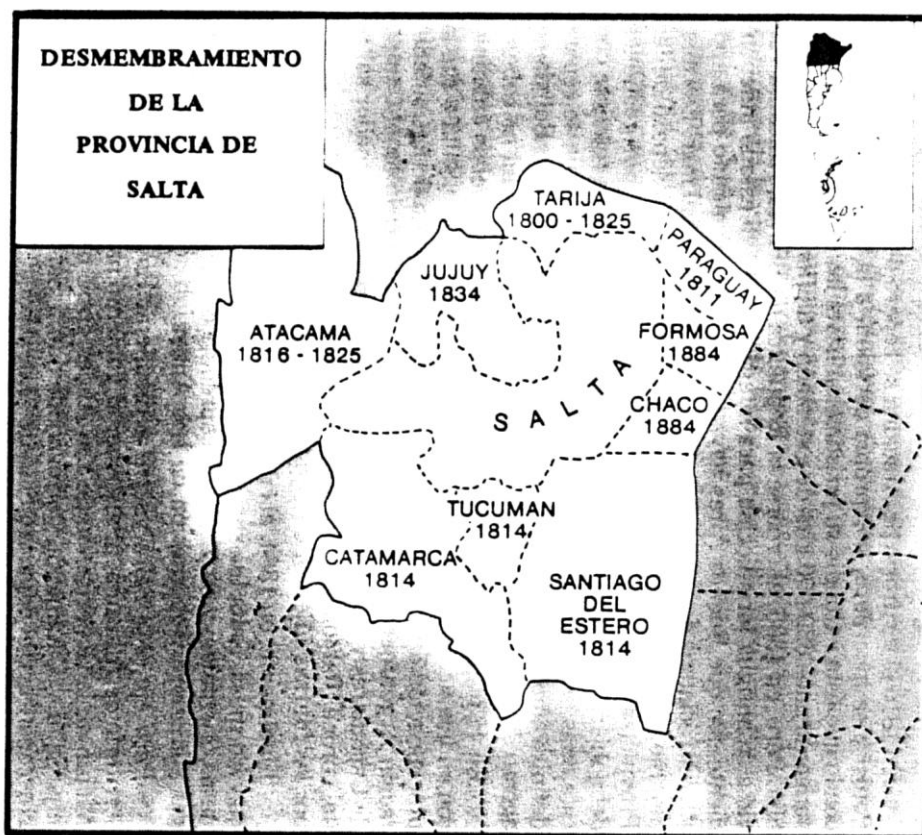 DESMEMBRAMIENTO
DE LA
PROVINCIA DE
SALTA
TARIJA
1800 - 1825
PARAGUAY
1811
JUJUY
1834
ATACAMA
1816 - 1825
FORMOSA
1884
SALTA
CHACO
1884
TUCUMAN
1814
CATAMARCA
1814
SANTIAGO
DEL
ESTERO
1814